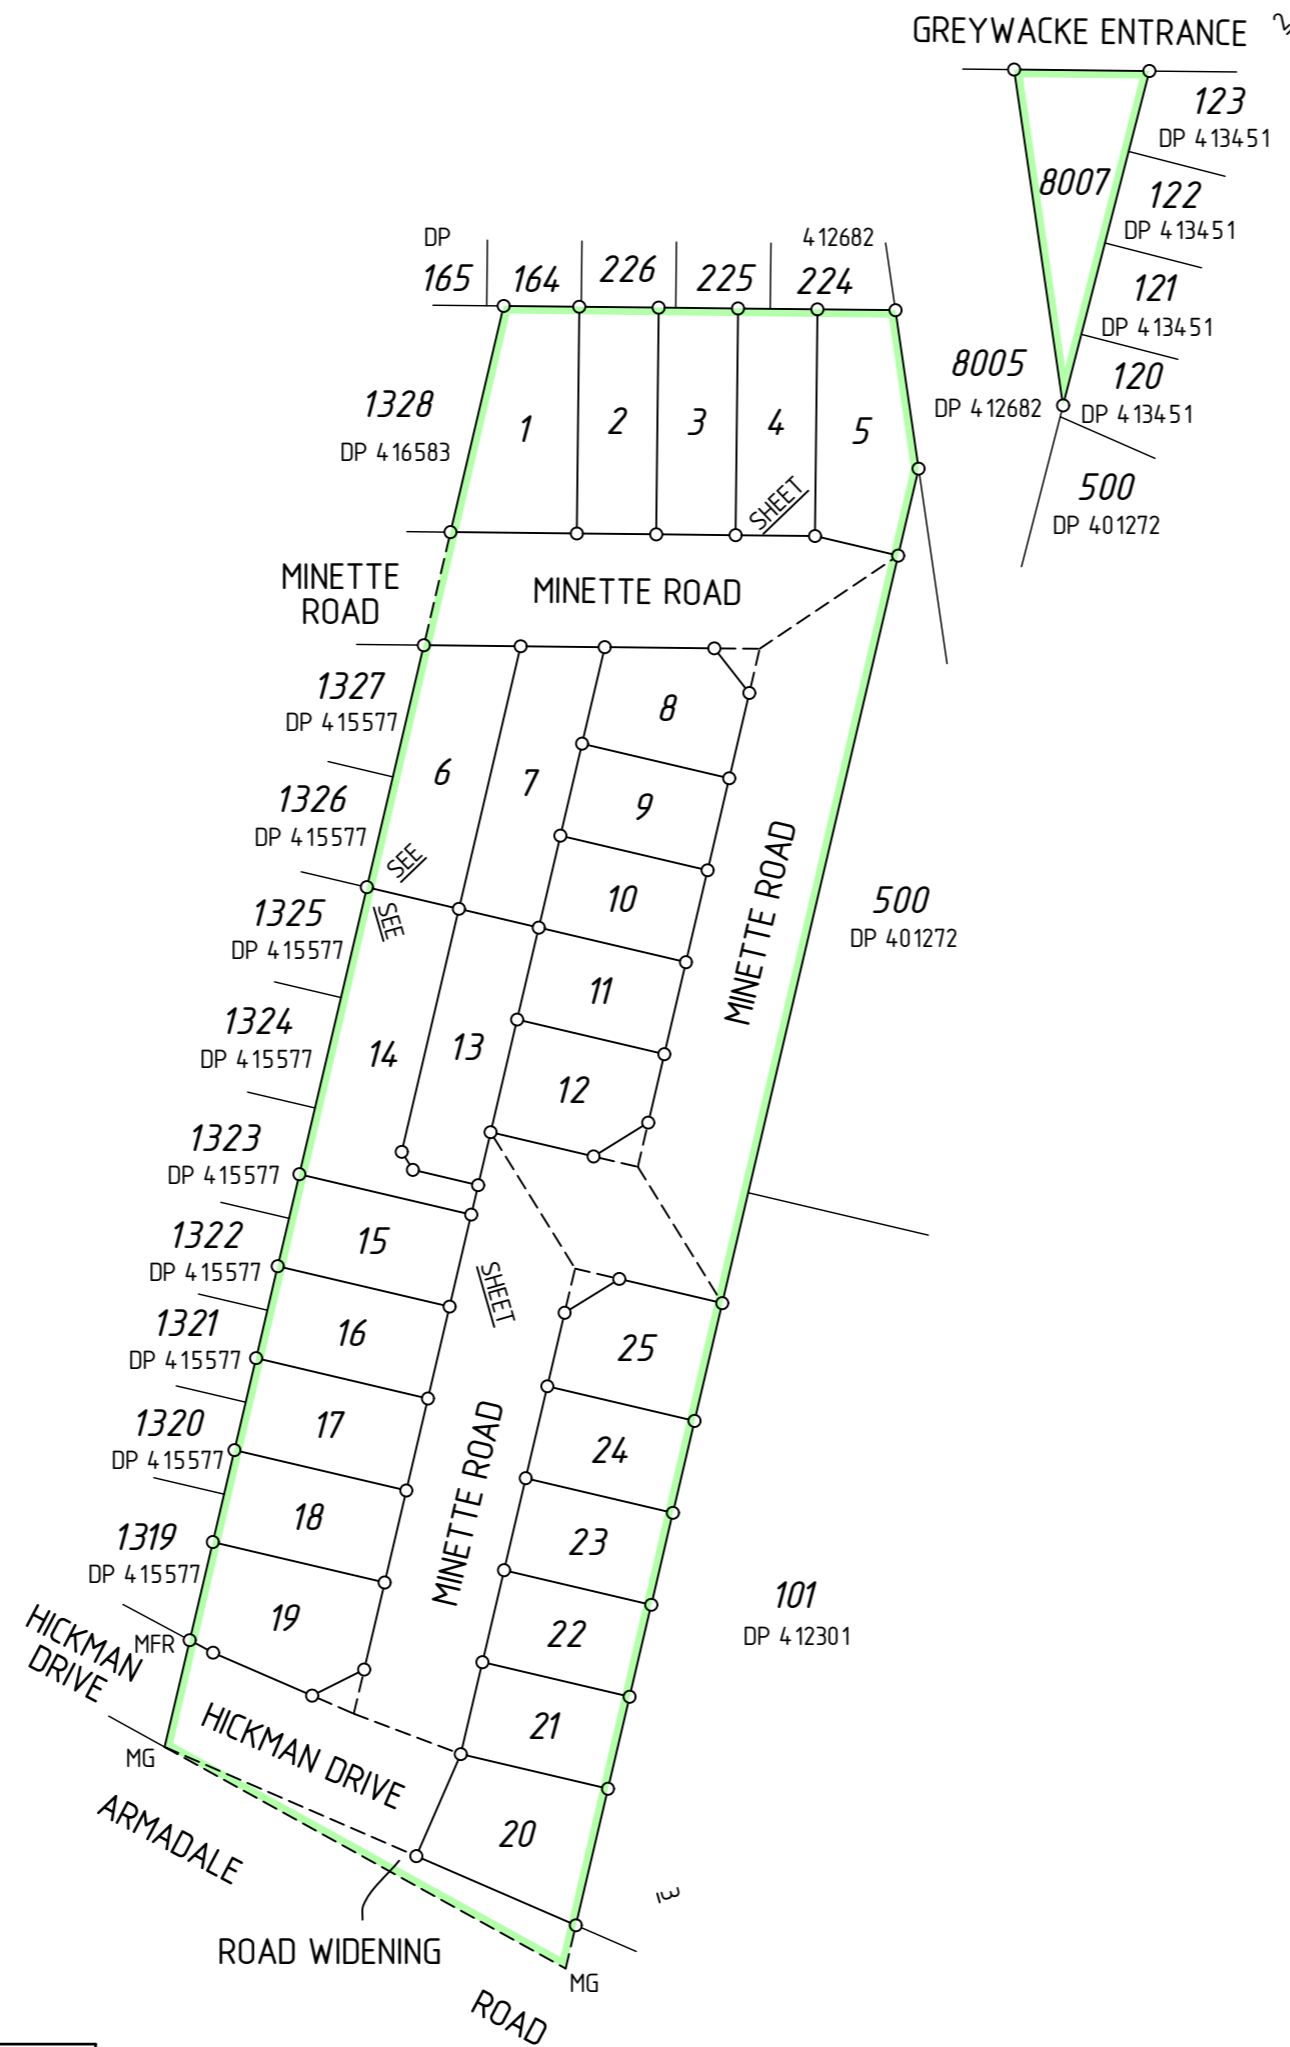 GREYWACKE ENTRANCE
2
123
DP 413451
8007
122
DP 413451
121
DP 413451
120
DP 413451
500
DP 401272
8005
DP 412682
DP
412682
165
164
226
225
224
1328
DP 416583
1
2
3
4
5
SHEET
MINETTE
ROAD
MINETTE ROAD
1327
DP 415577
6
7
8
1326
DP 415577
9
SEE
SEE
10
1325
DP 415577
MINETTE ROAD
500
DP 401272
11
1324
DP 415577
14
13
12
1323
DP 415577
1322
DP 415577
15
SHEET
1321
DP 415577
16
25
1320
DP 415577
17
24
MINETTE ROAD
1319
DP 415577
18
23
101
DP 412301
HICKMAN
DRIVE
MFR
19
22
21
HICKMAN DRIVE
MG
ARMADALE
20
3
ROAD WIDENING
MG
ROAD